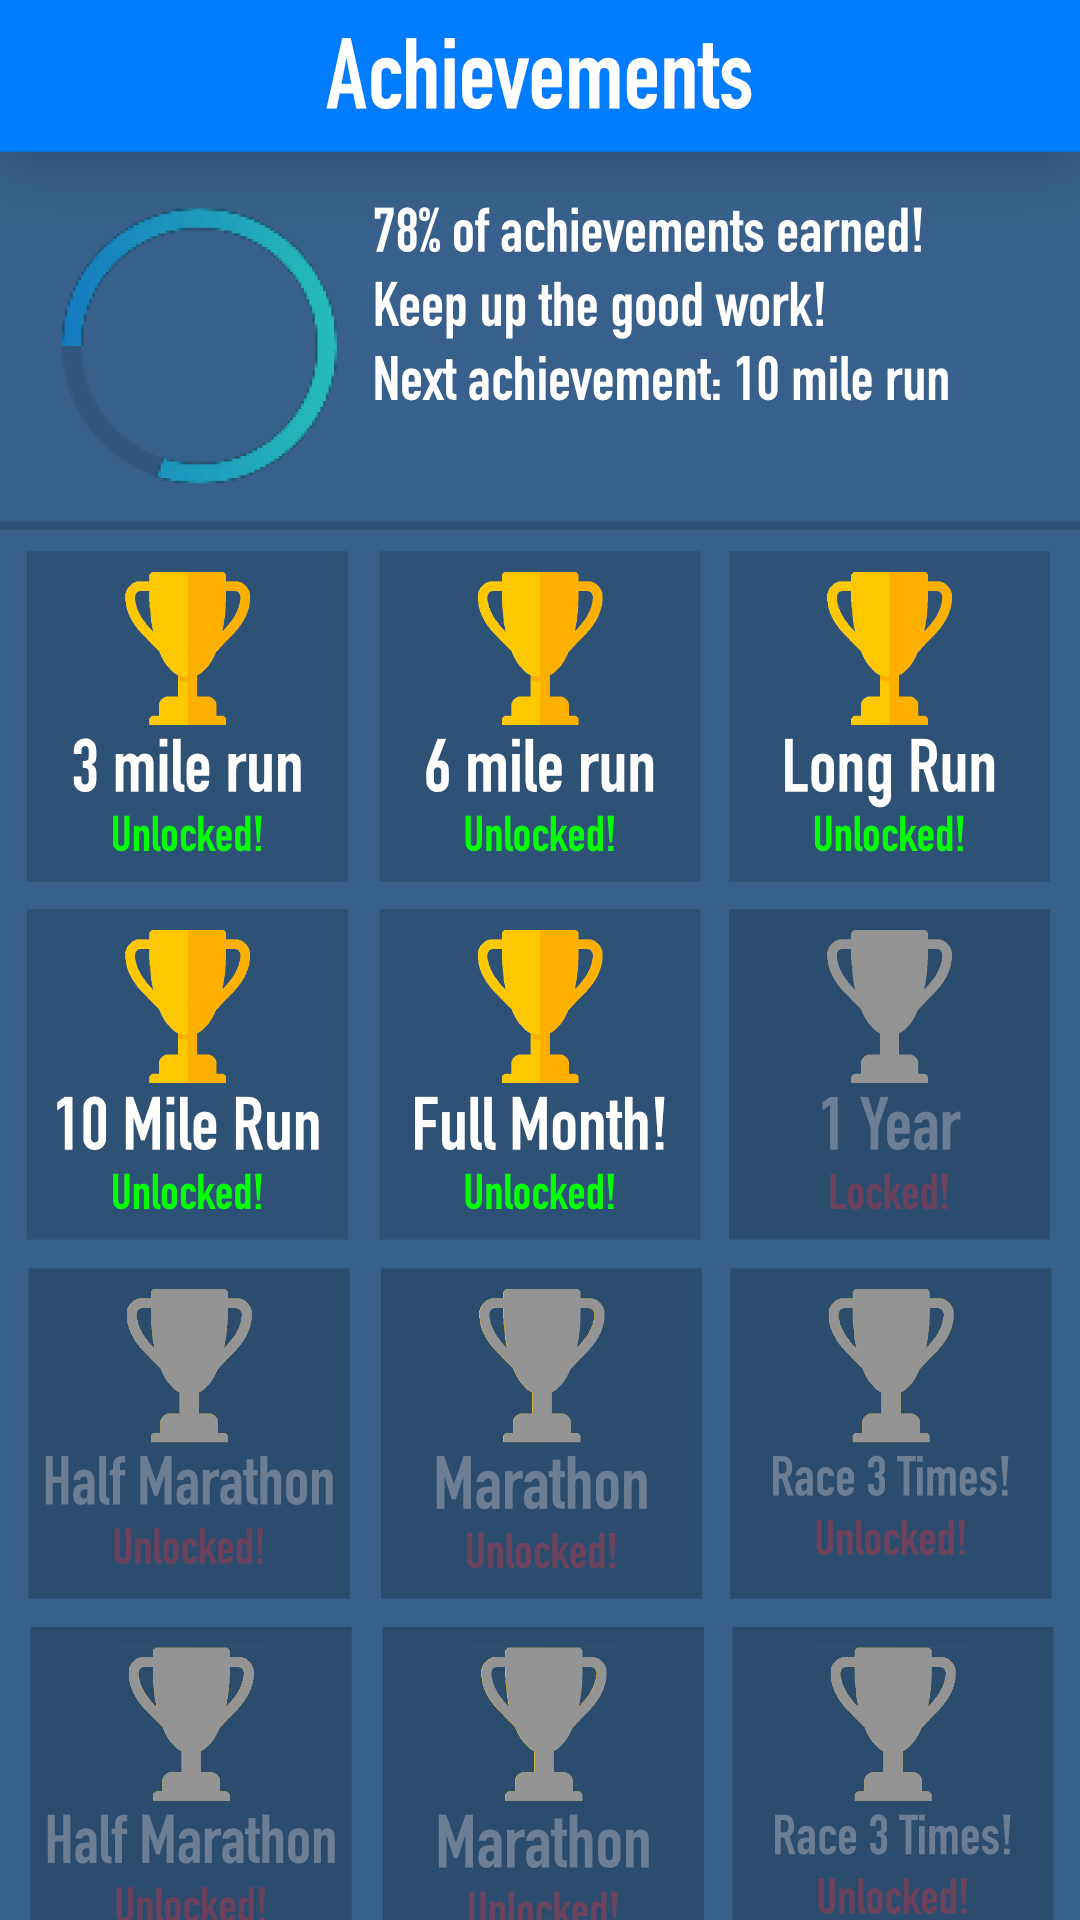 Achievements
78% of achievements earned!
Keep up the good work!
Next achievement: 10 mile run
3 mile run
Unlocked!
6 mile run
Unlocked!
Long Run
Unlocked!
10 Mile Run
Unlocked!
Full Month!
Unlocked!
1 Year
Locked!
Half Marathon
Unlocked!
Marathon
Unlocked!
Race 3 Times!
Unlocked!
Half Marathon
Unlocked!
Marathon
Unlocked!
Race 3 Times!
Unlocked!